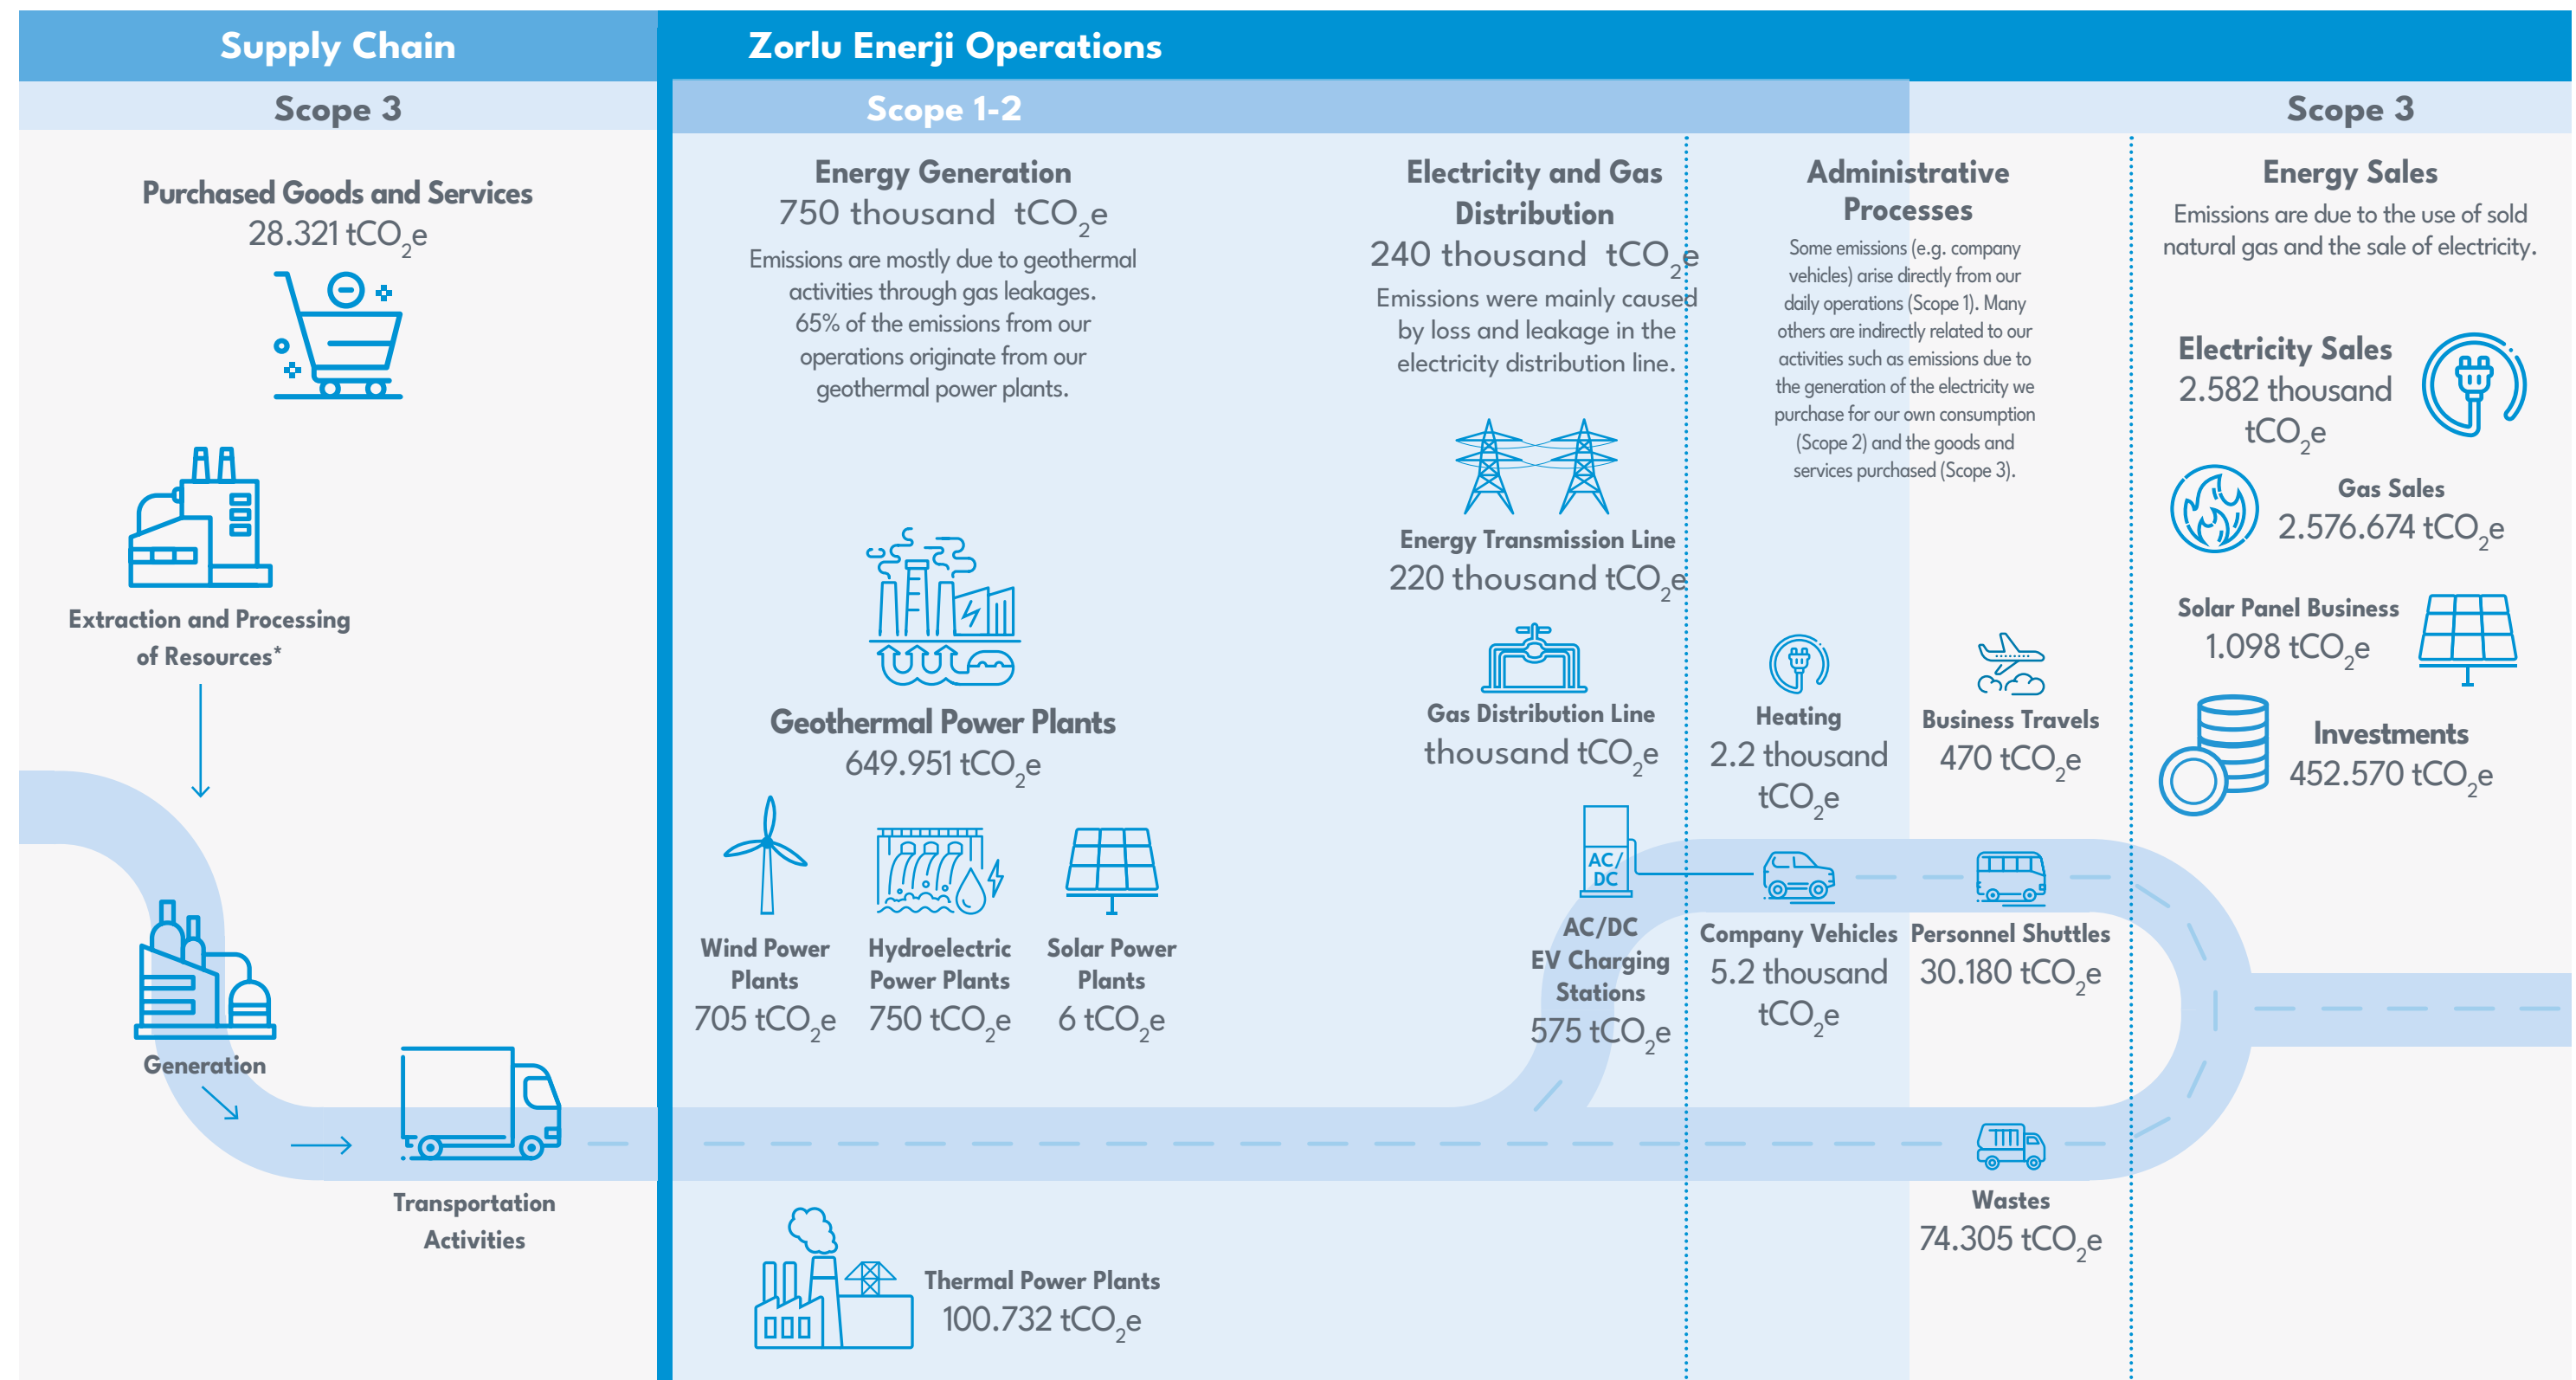 Supply Chain
Zorlu Enerji Operations
Scope 3
Scope 1-2
Scope 3
Purchased Goods and Services
28.321 tCO₂e
Extraction and Processing
of Resources*
Generation
Transportation
Activities
Energy Generation
750 thousand tCO₂e
Emissions are mostly due to geothermal
activities through gas leakages.
65% of the emissions from our
operations originate from our
geothermal power plants.
Geothermal Power Plants
649.951 tCO₂e
Wind Power
Plants
705 tCO₂e
Hydroelectric
Power Plants
750 tCO₂e
Solar Power
Plants
6 tCO₂e
Thermal Power Plants
100.732 tCO₂e
Electricity and Gas
Distribution
240 thousand tCO₂e
Emissions were mainly caused
by loss and leakage in the
electricity distribution line.
Energy Transmission Line
220 thousand tCO₂e
Gas Distribution Line
thousand tCO₂e
AC/
DC
AC/DC
EV Charging
Stations
575 tCO₂e
Administrative
Processes
Some emissions (e.g. company
vehicles) arise directly from our
daily operations (Scope 1). Many
others are indirectly related to our
activities such as emissions due to
the generation of the electricity we
purchase for our own consumption
(Scope 2) and the goods and
services purchased (Scope 3).
Heating
2.2 thousand
tCO₂e
Business Travels
470 tCO₂e
Company Vehicles
5.2 thousand
tCO₂e
Personnel Shuttles
30.180 tCO₂e
Wastes
74.305 tCO₂e
Energy Sales
Emissions are due to the use of sold
natural gas and the sale of electricity.
Electricity Sales
2.582 thousand
tCO₂e
Gas Sales
2.576.674 tCO₂e
Solar Panel Business
1.098 tCO₂e
Investments
452.570 tCO₂e